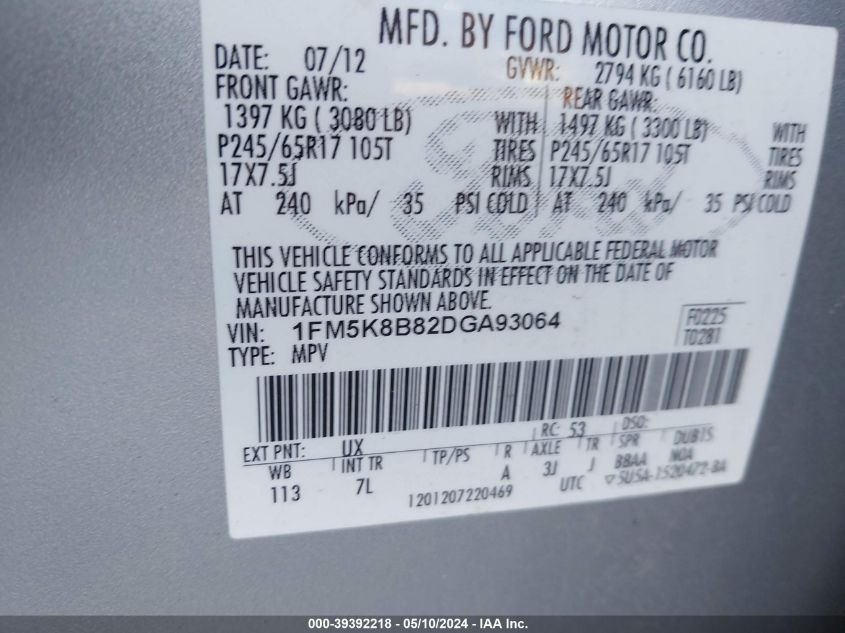 MFD. BY FORD MOTOR CO.
DATE: 07/12 GVWR: 2794 KG ( 6160 LB)
FRONT GAWR: REAR GAWR:
1397 KG ( 3080 LB) WITH 1497 KG ( 3300 LB) WITH
P245/65R17 105T TIRES P245/65R17 105T TIRES
17X7.5J RIMS 17X7.5J RIMS
AT 240 kPa/ 35 PSI COLD AT 240 kPa/ 35 PSI COLD
THIS VEHICLE CONFORMS TO ALL APPLICABLE FEDERAL MOTOR
VEHICLE SAFETY STANDARDS IN EFFECT ON THE DATE OF
MANUFACTURE SHOWN ABOVE.
VIN: 1FM5K8B82DGA93064 F0225
TYPE: MPV T0281
EXT PNT: UX RC: 53 DSO:
WB INT TR TP/PS R AXLE TR SPR DUBIS
113 7L A 3J J BBAA NOA
1201207220469 UTC ▽5U5A-1520472-BA
000-39392218 - 05/10/2024 - IAA Inc.